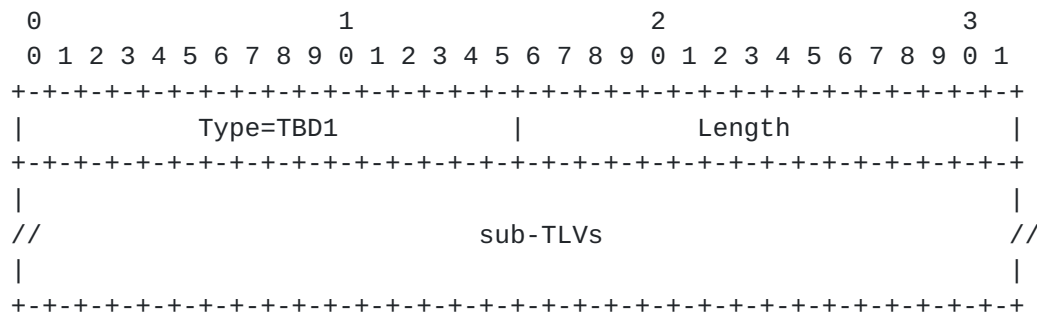 0                   1                   2                   3
 0 1 2 3 4 5 6 7 8 9 0 1 2 3 4 5 6 7 8 9 0 1 2 3 4 5 6 7 8 9 0 1
+-+-+-+-+-+-+-+-+-+-+-+-+-+-+-+-+-+-+-+-+-+-+-+-+-+-+-+-+-+-+-+-+
|           Type=TBD1           |           Length              |
+-+-+-+-+-+-+-+-+-+-+-+-+-+-+-+-+-+-+-+-+-+-+-+-+-+-+-+-+-+-+-+-+
|                                                               |
//                            sub-TLVs                         //
|                                                               |
+-+-+-+-+-+-+-+-+-+-+-+-+-+-+-+-+-+-+-+-+-+-+-+-+-+-+-+-+-+-+-+-+